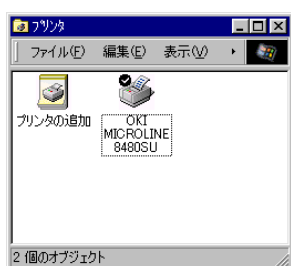 プリンタ
ファイル(F) 編集(E) 表示(V)
プリンタの追加
OKI
MICROLINE
8480SU
2 個のオブジェクト